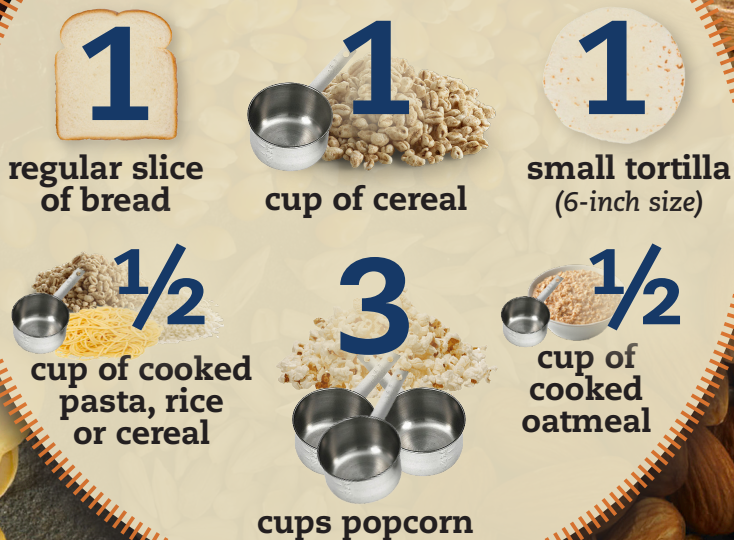 1
regular slice
of bread
1
cup of cereal
1
small tortilla
(6-inch size)
½
cup of cooked
pasta, rice
or cereal
3
cups popcorn
½
cup of
cooked
oatmeal